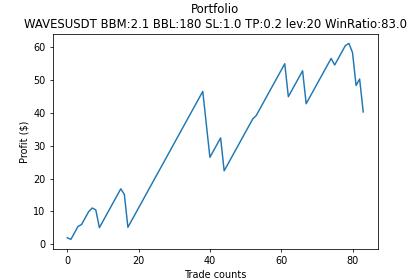 Portfolio
WAVESUSDT BBM:2.1 BBL:180 SL:1.0 TP:0.2 lev:20 WinRatio:83.0
60
50
40
30
20
10
0
Profit ($)
0 20 40 60 80
Trade counts